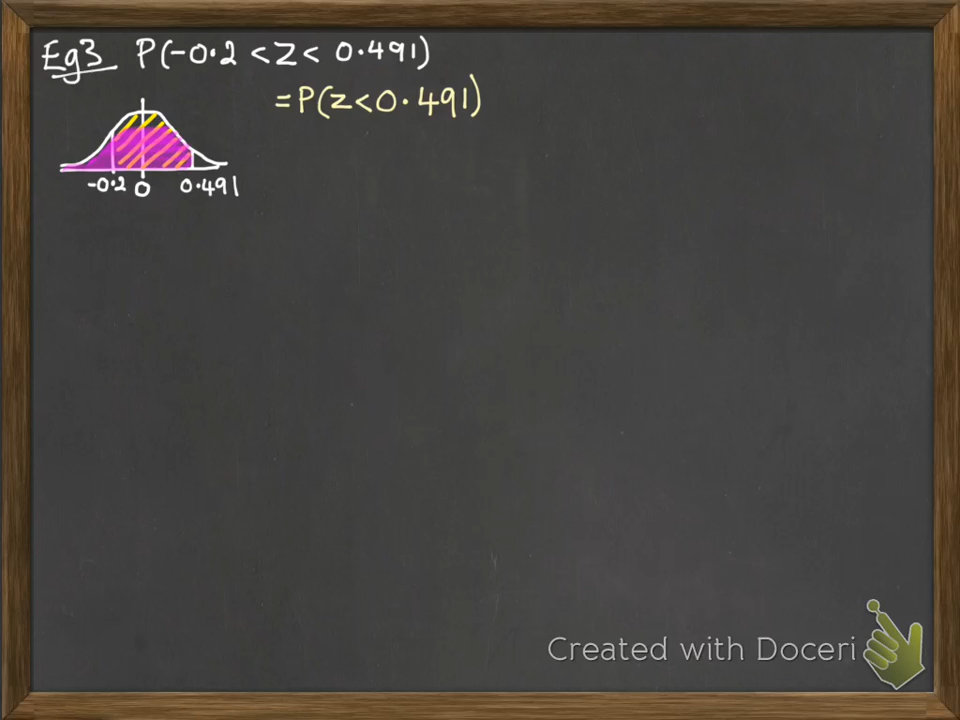 Eg3 P(-0.2 < Z < 0.491)
= P(Z < 0.491)
-0.2 0 0.491
Created with Doceri